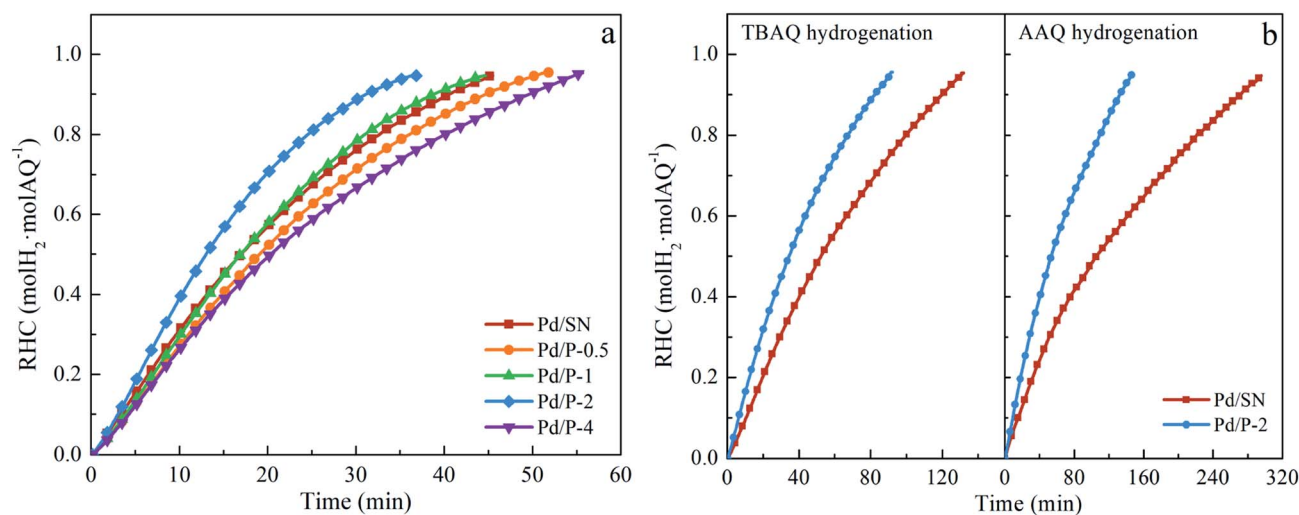 a
1.0
0.8
0.6
0.4
0.2
0.0
RHC (molH₂·molAQ⁻¹)
Pd/SN
Pd/P-0.5
Pd/P-1
Pd/P-2
Pd/P-4
0 10 20 30 40 50 60
Time (min)
TBAQ hydrogenation AAQ hydrogenation b
1.0
0.8
0.6
0.4
0.2
0.0
RHC (molH₂·molAQ⁻¹)
Pd/SN
Pd/P-2
0 40 80 120 0 80 160 240 320
Time (min)